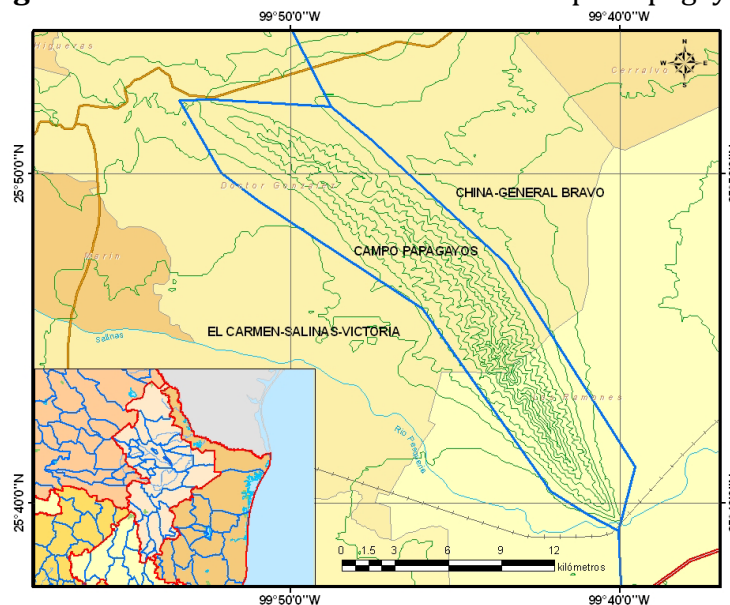 99°50'0"W
99°40'0"W
Higueras
Cerralvo
N
W E
S
25°50'0"N
Doctor González
CHINA-GENERAL BRAVO
CAMPO PAPAGAYOS
Marin
EL CARMEN-SALINAS-VICTORIA
Salinas
Ramones
Río Pesquería
25°40'0"N
0 1.5 3 6 9 12
kilómetros
99°50'0"W
99°40'0"W